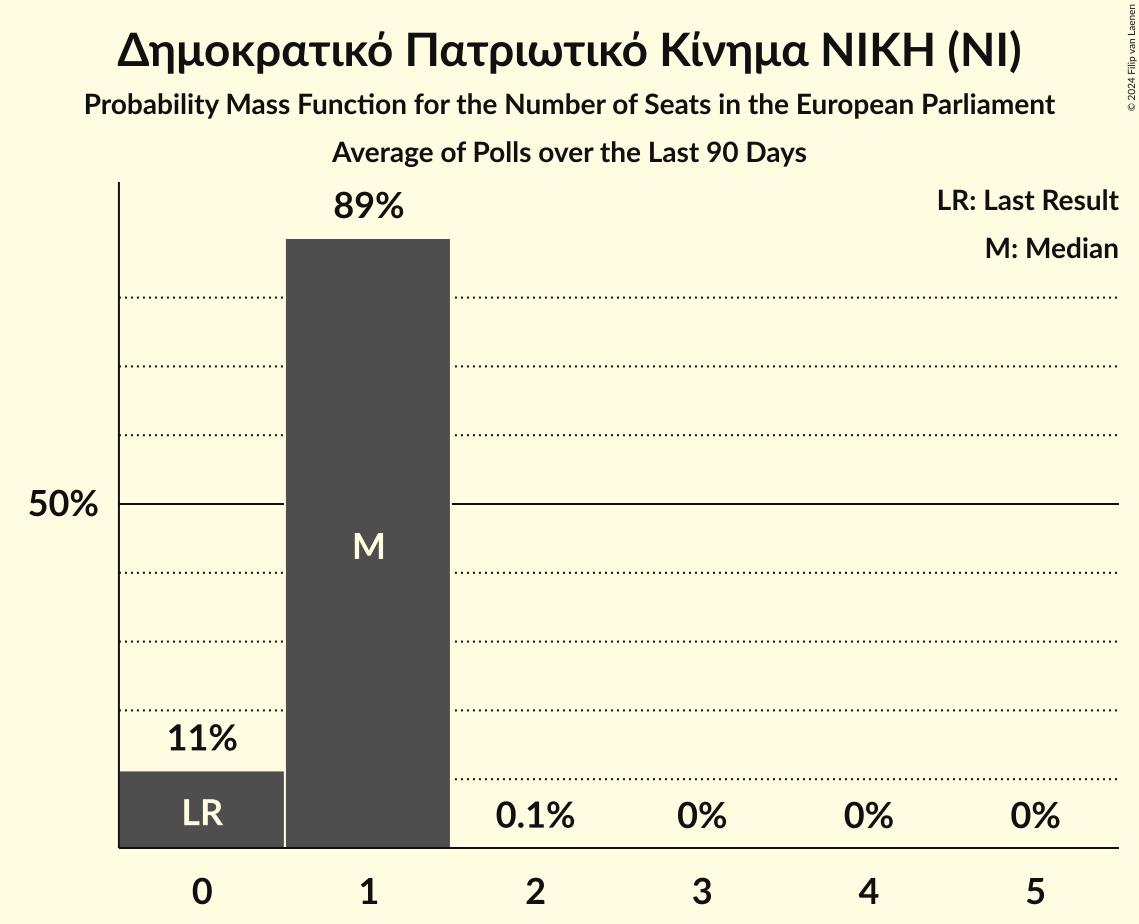 Δημοκρατικό Πατριωτικό Κίνημα ΝΙΚΗ (NI)
Probability Mass Function for the Number of Seats in the European Parliament
Average of Polls over the Last 90 Days
© 2024 Filip van Laenen
LR: Last Result
M: Median
89%
50%
M
11%
LR
0.1%
0%
0%
0%
0
1
2
3
4
5